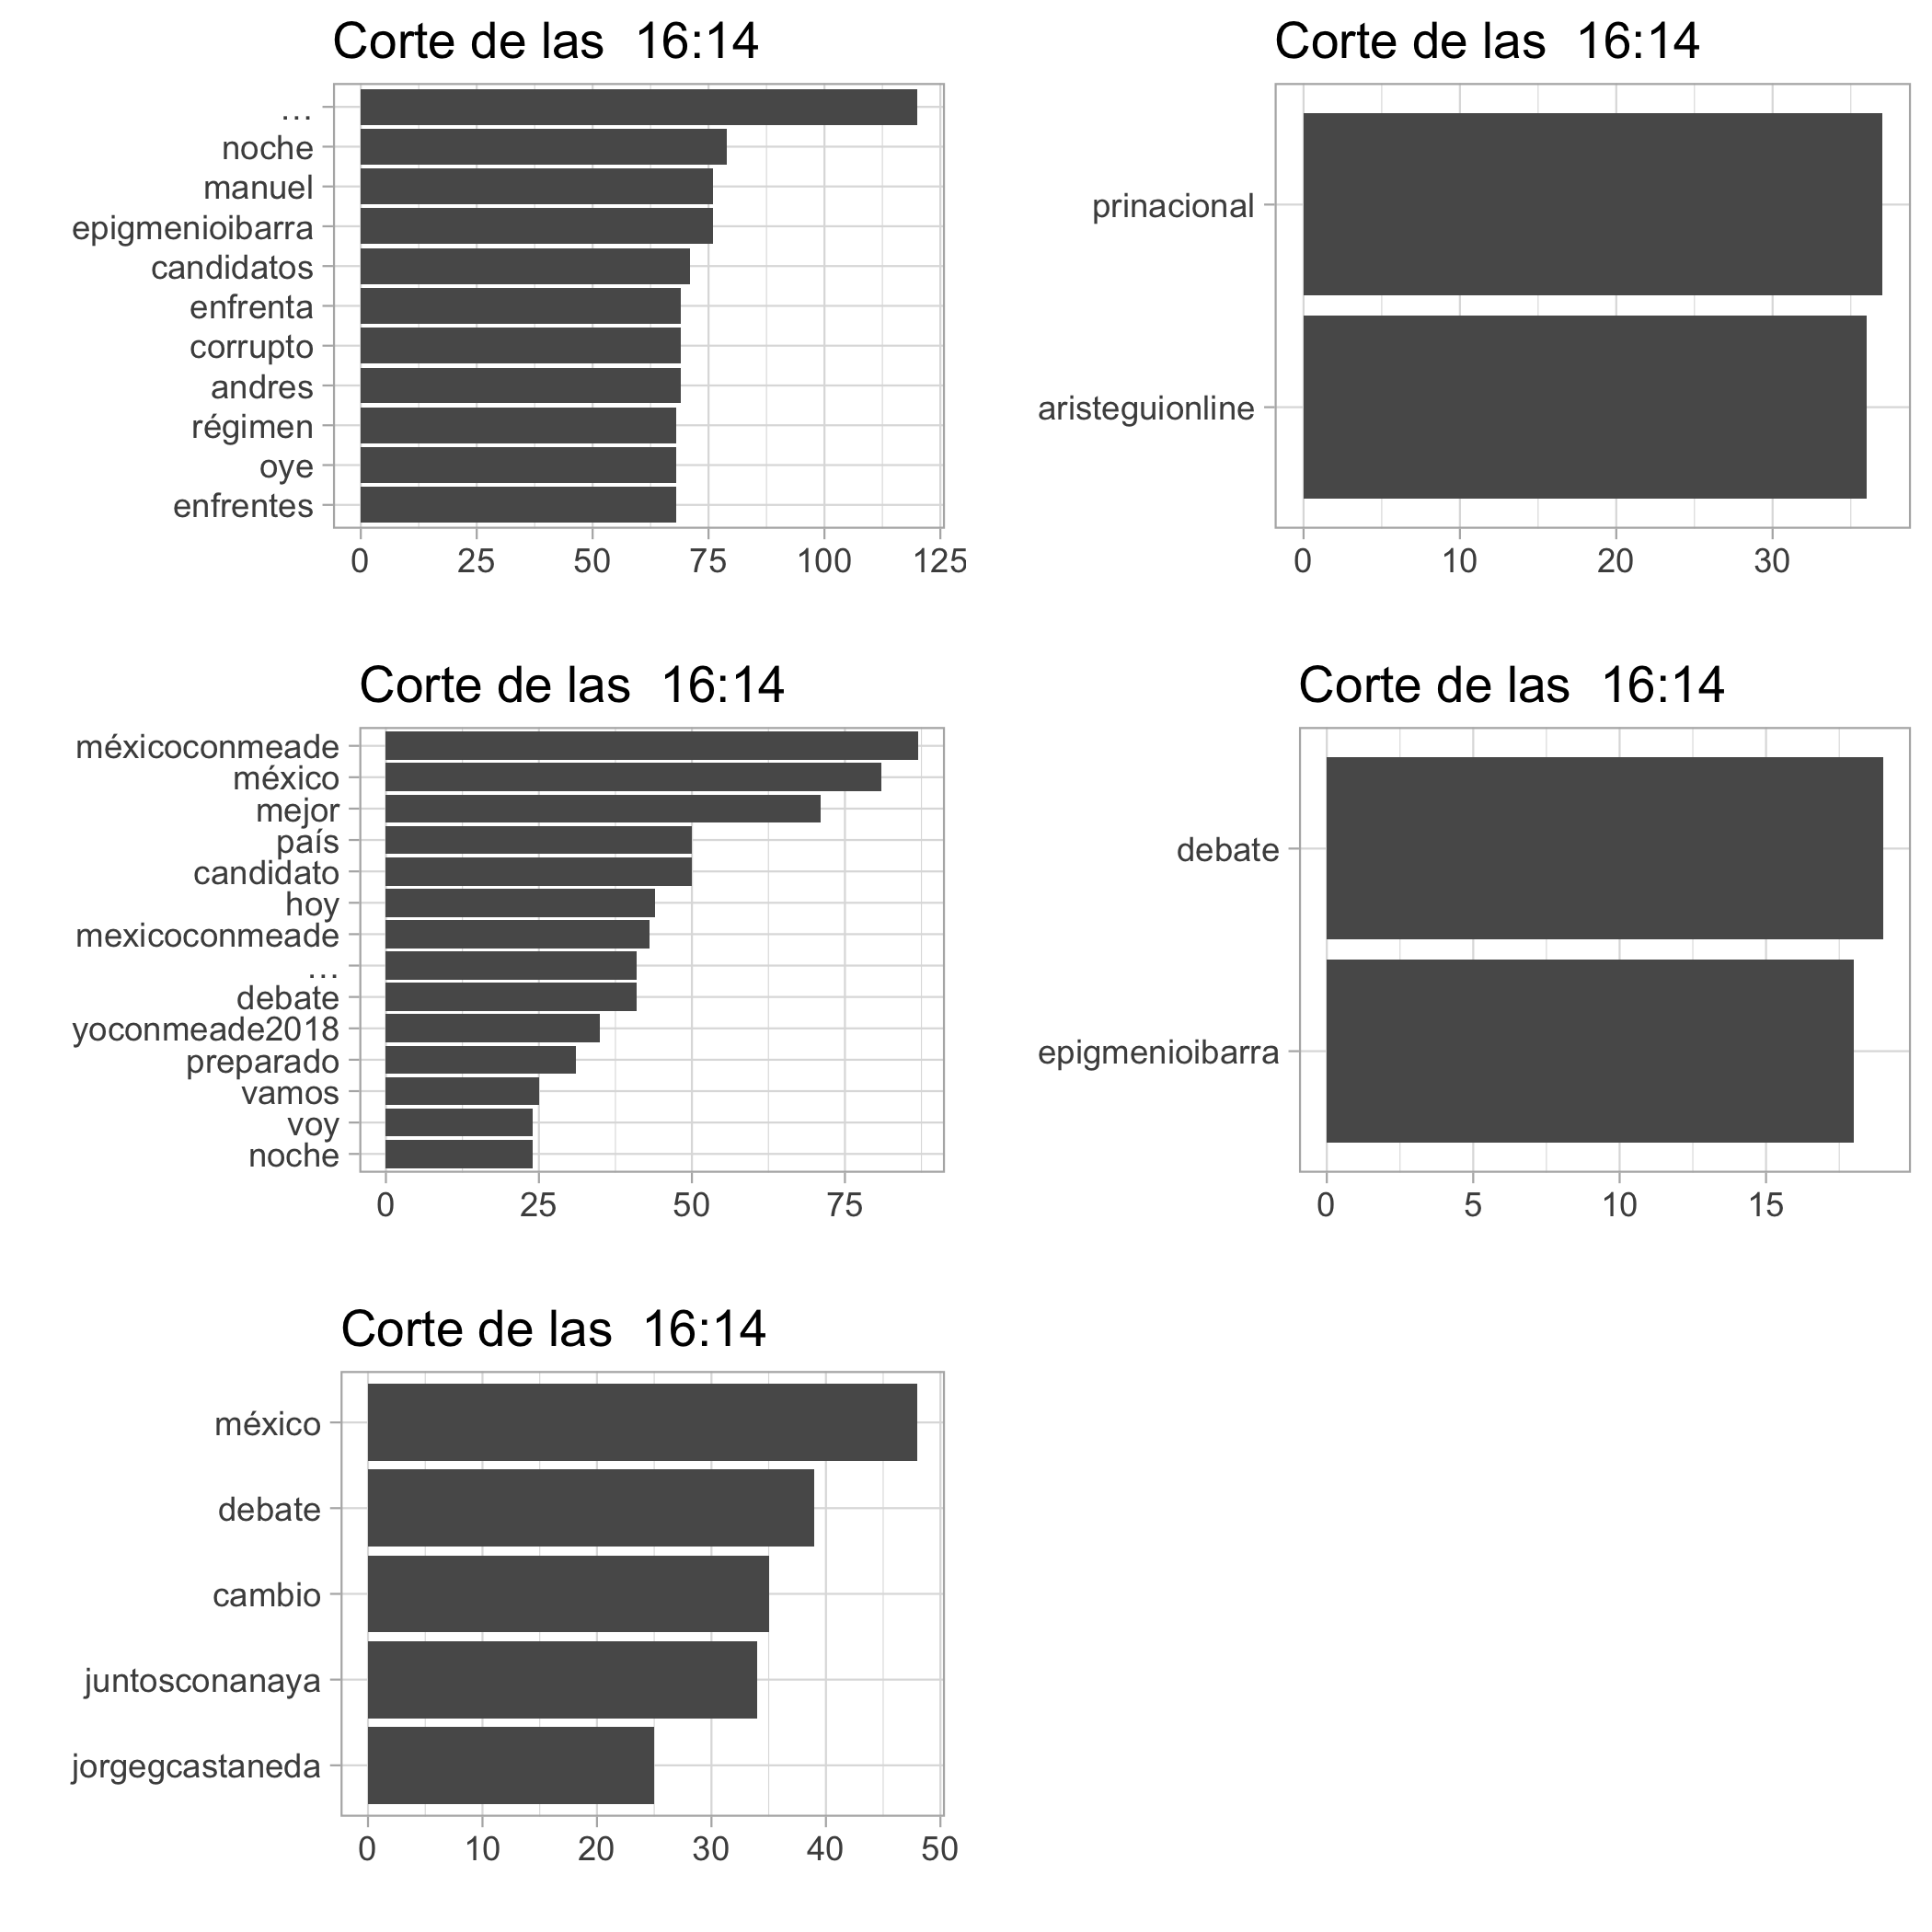 Corte de las  16:14
…
noche
manuel
epigmenioibarra
candidatos
enfrenta
corrupto
andres
régimen
oye
enfrentes
0 25 50 75 100 125
Corte de las  16:14
prinacional
aristeguionline
0 10 20 30
Corte de las  16:14
méxicoconmeade
méxico
mejor
país
candidato
hoy
mexicoconmeade
…
debate
yoconmeade2018
preparado
vamos
voy
noche
0 25 50 75
Corte de las  16:14
debate
epigmenioibarra
0 5 10 15
Corte de las  16:14
méxico
debate
cambio
juntosconanaya
jorgegcastaneda
0 10 20 30 40 50